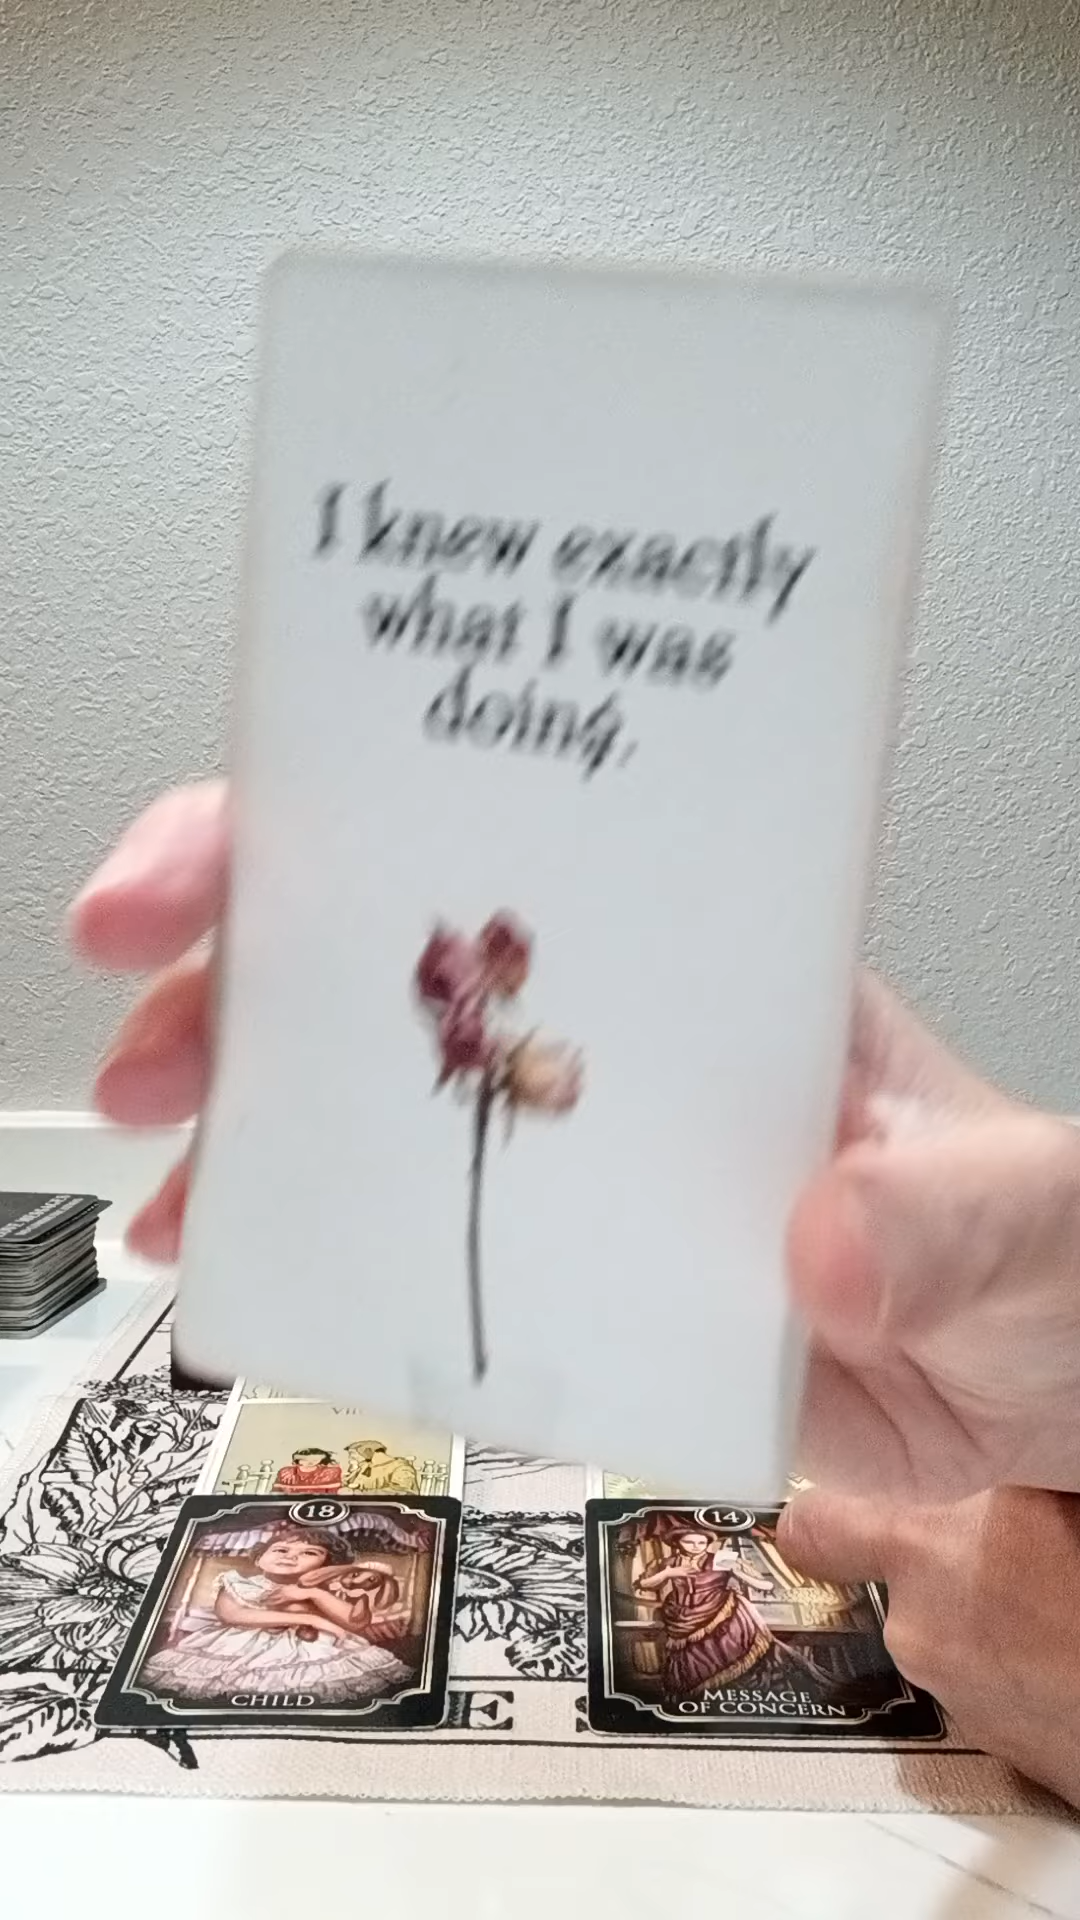 I knew exactly
what I was
doing.
18
CHILD
14
MESSAGE
OF CONCERN
E